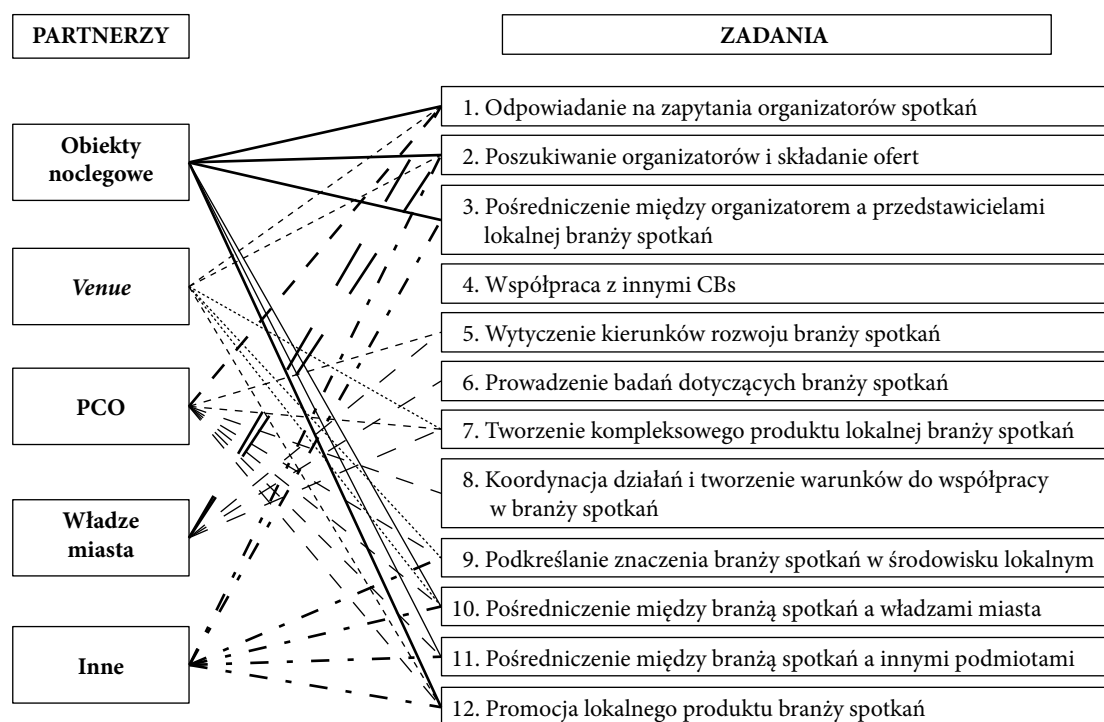 PARTNERZY
ZADANIA
Obiekty
noclegowe
Venue
PCO
Władze
miasta
Inne
1. Odpowiadanie na zapytania organizatorów spotkań
2. Poszukiwanie organizatorów i składanie ofert
3. Pośredniczenie między organizatorem a przedstawicielami
lokalnej branży spotkań
4. Współpraca z innymi CBs
5. Wytyczenie kierunków rozwoju branży spotkań
6. Prowadzenie badań dotyczących branży spotkań
7. Tworzenie kompleksowego produktu lokalnej branży spotkań
8. Koordynacja działań i tworzenie warunków do współpracy
w branży spotkań
9. Podkreślanie znaczenia branży spotkań w środowisku lokalnym
10. Pośredniczenie między branżą spotkań a władzami miasta
11. Pośredniczenie między branżą spotkań a innymi podmiotami
12. Promocja lokalnego produktu branży spotkań